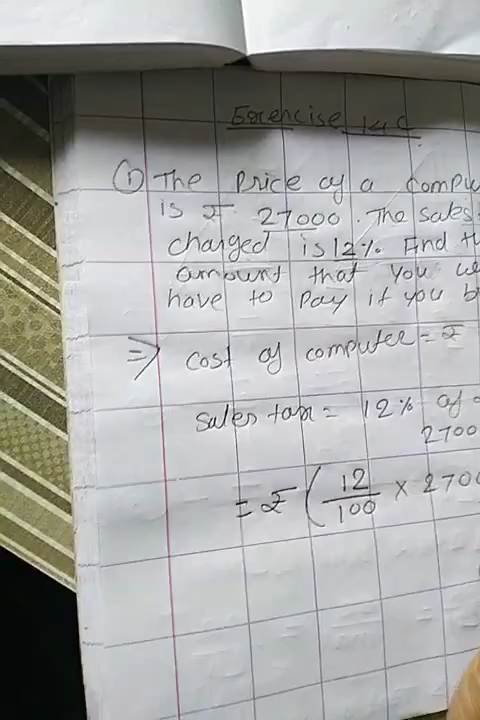 Exercise 14C
① The Price of a Compu
is ₹ 27000. The sales
charged is 12%. Find th
amount that you w
have to pay if you b
⇒ cost of computer = ₹
sales tax = 12% of
2700
= ₹ ( 12/100 × 2700